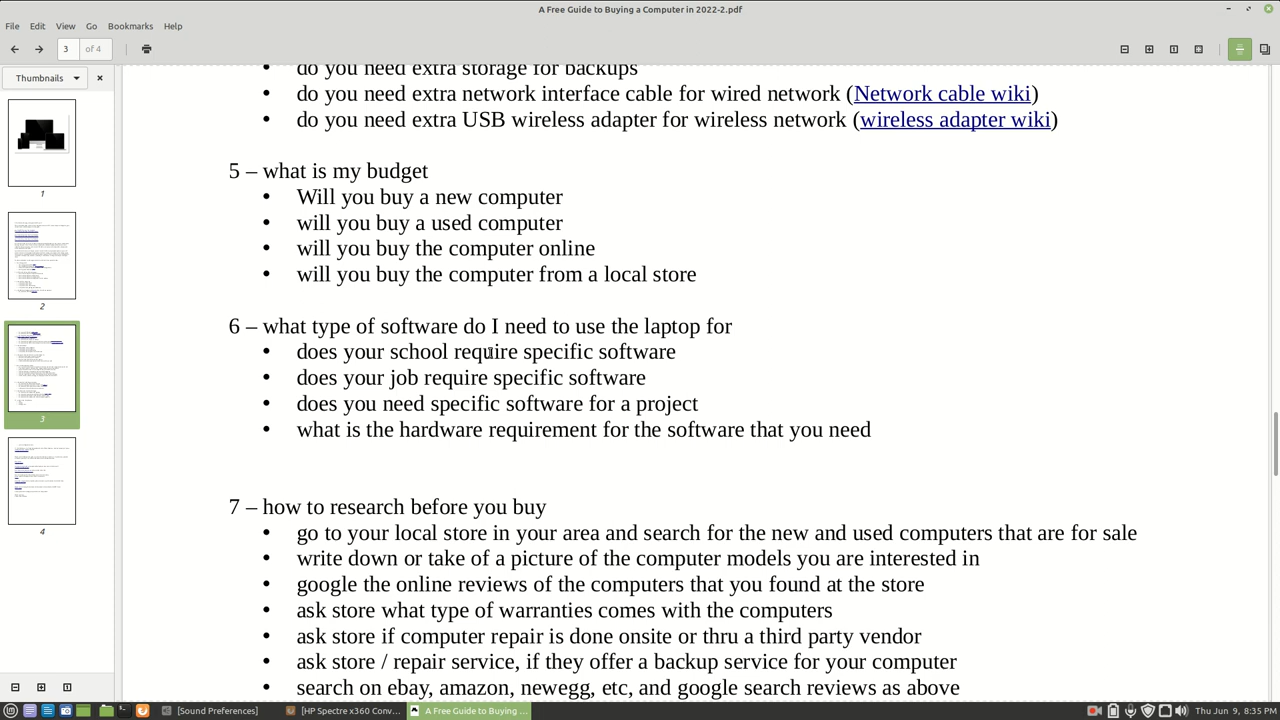 A Free Guide to Buying a Computer in 2022-2.pdf
File Edit View Go Bookmarks Help
3 of 4
Thumbnails
do you need extra storage for backups
• do you need extra network interface cable for wired network (Network cable wiki)
• do you need extra USB wireless adapter for wireless network (wireless adapter wiki)
5 – what is my budget
• Will you buy a new computer
• will you buy a used computer
• will you buy the computer online
• will you buy the computer from a local store
6 – what type of software do I need to use the laptop for
• does your school require specific software
• does your job require specific software
• does you need specific software for a project
• what is the hardware requirement for the software that you need
7 – how to research before you buy
• go to your local store in your area and search for the new and used computers that are for sale
• write down or take of a picture of the computer models you are interested in
• google the online reviews of the computers that you found at the store
• ask store what type of warranties comes with the computers
• ask store if computer repair is done onsite or thru a third party vendor
• ask store / repair service, if they offer a backup service for your computer
• search on ebay, amazon, newegg, etc, and google search reviews as above
1
2
3
4
[Sound Preferences] [HP Spectre x360 Conv... A Free Guide to Buying ... Thu Jun 9, 8:35 PM